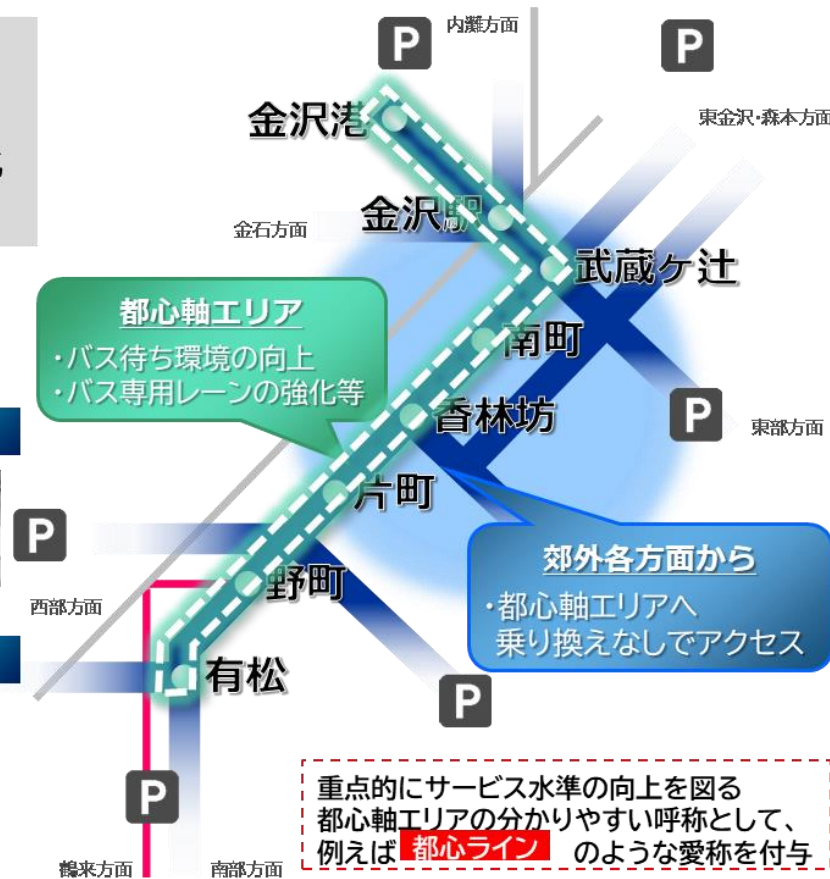 P
内灘方面
P
金沢港
東金沢・森本方面
金石方面
金沢駅
武蔵ヶ辻
都心軸エリア
・バス待ち環境の向上
・バス専用レーンの強化等
南町
香林坊
P
東部方面
片町
P
西部方面
野町
郊外各方面から
・都心軸エリアへ
乗り換えなしでアクセス
有松
P
P
重点的にサービス水準の向上を図る
都心軸エリアの分かりやすい呼称として、
例えば 都心ライン のような愛称を付与
鶴来方面
南部方面